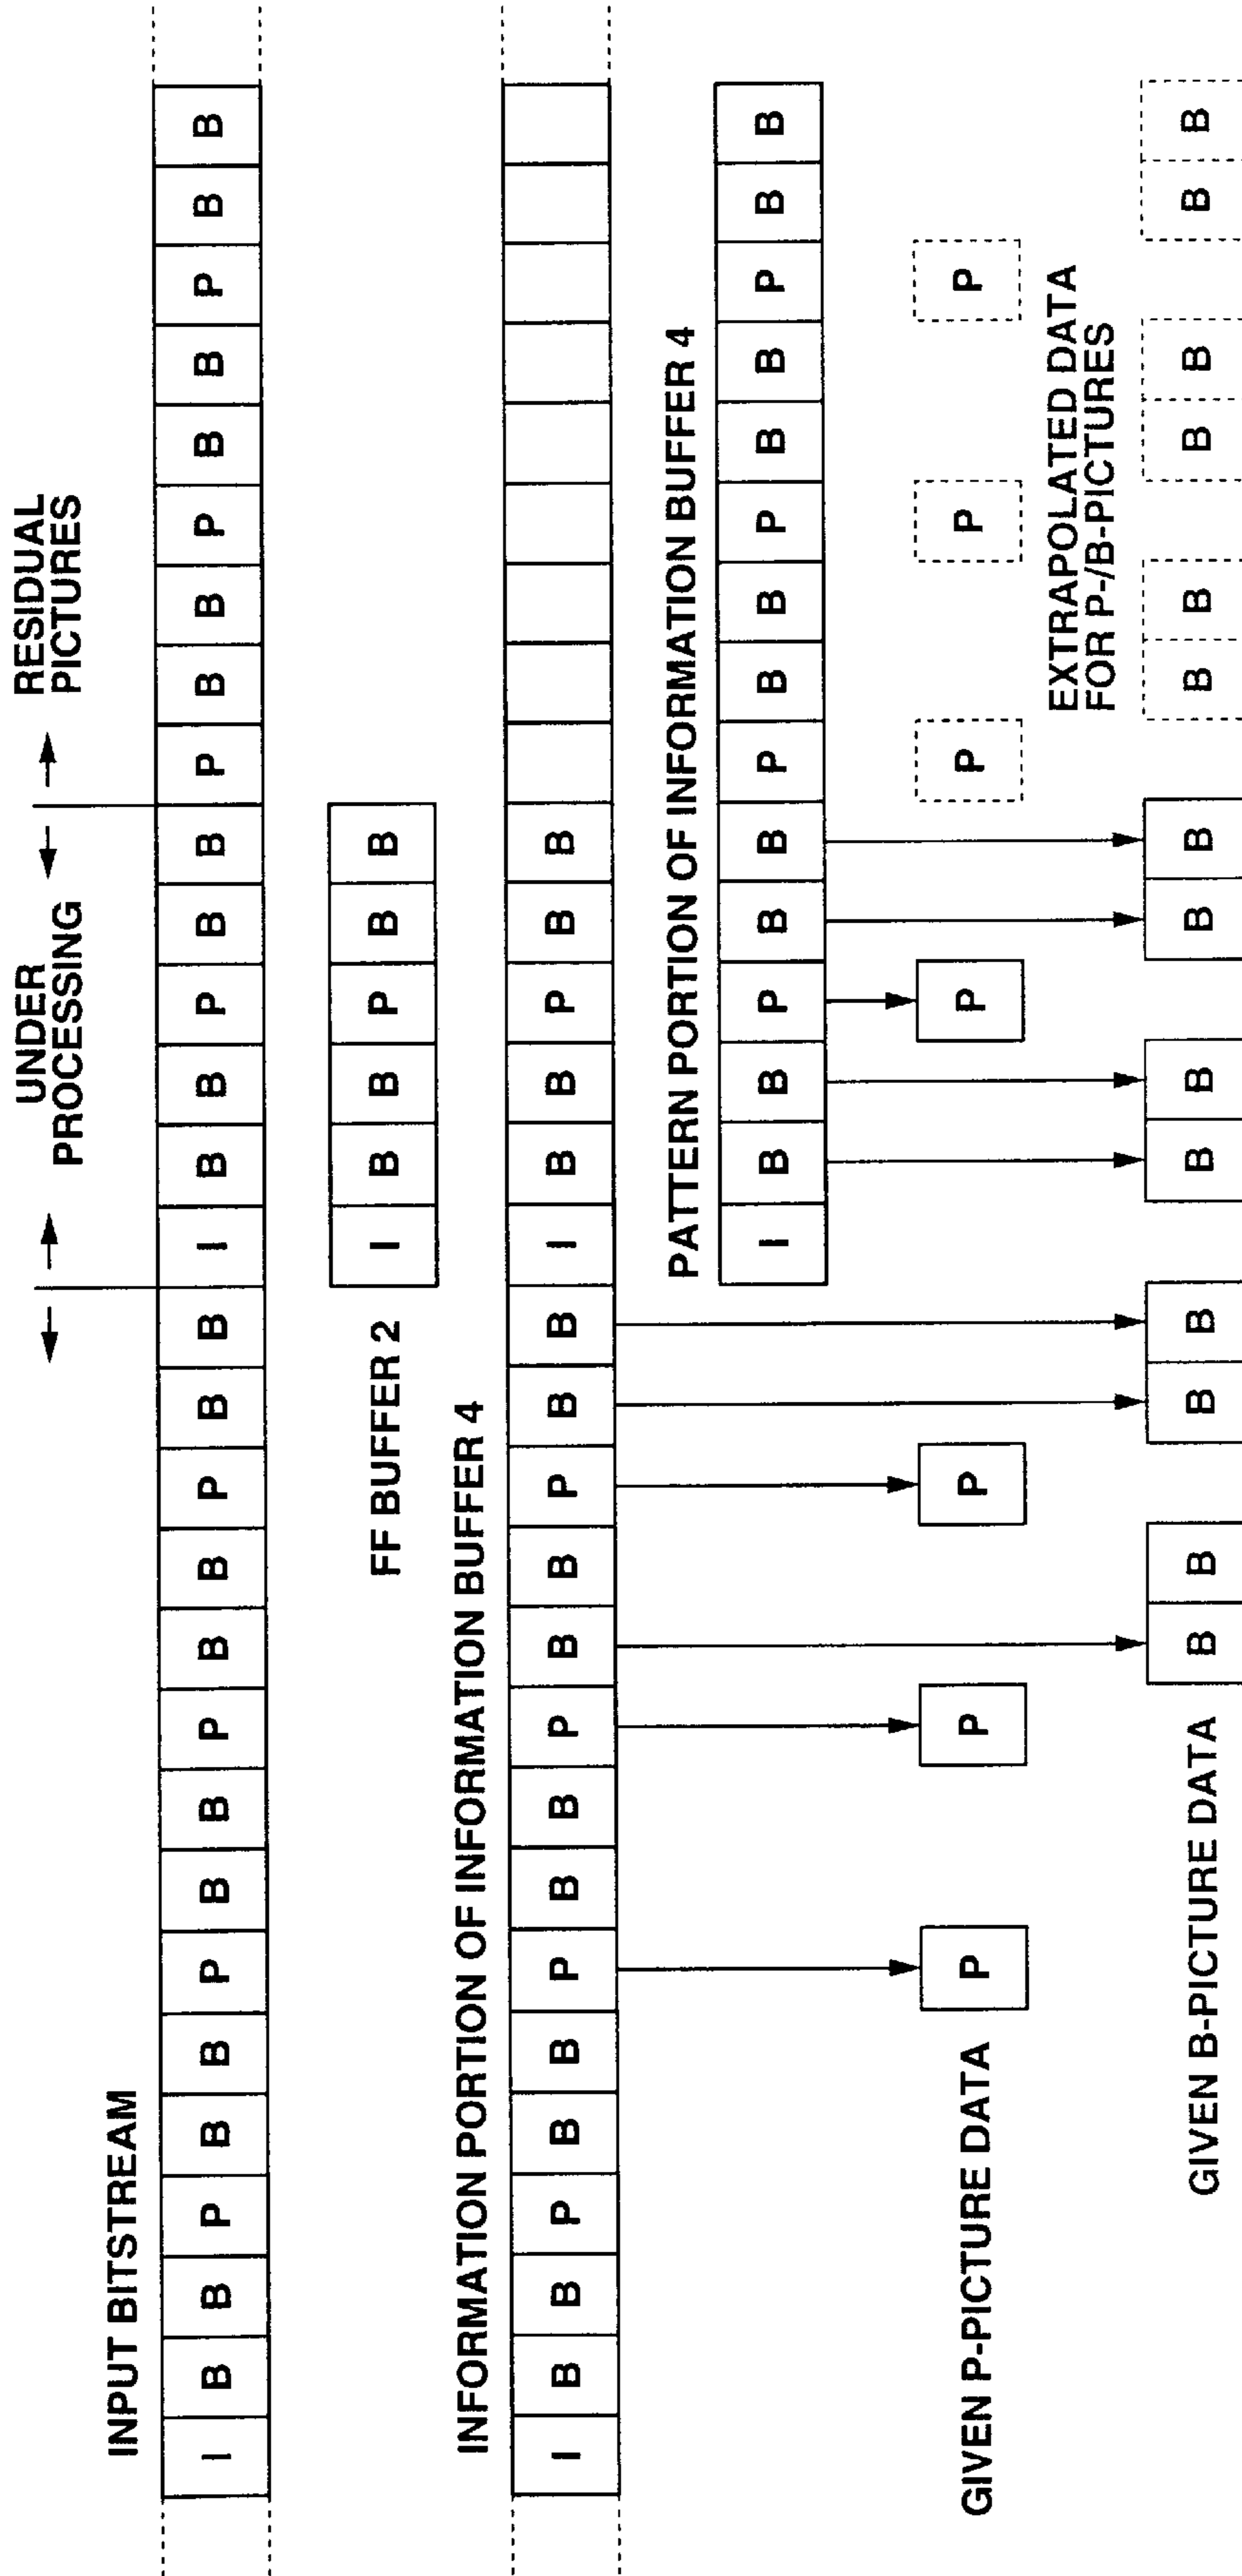 UNDER
PROCESSING
RESIDUAL
PICTURES
INPUT BITSTREAM
I B B P B B P B B P B B P B B I B B P B B P B B P B B P B B
FF BUFFER 2
I B B P B B
INFORMATION PORTION OF INFORMATION BUFFER 4
I B B P B B P B B P B B P B B I B B P B B
PATTERN PORTION OF INFORMATION BUFFER 4
I B B P B B P B B P B B P B B
GIVEN P-PICTURE DATA
P P P P P P P
EXTRAPOLATED DATA
FOR P-/B-PICTURES
GIVEN B-PICTURE DATA
B B B B B B B B B B B B B B